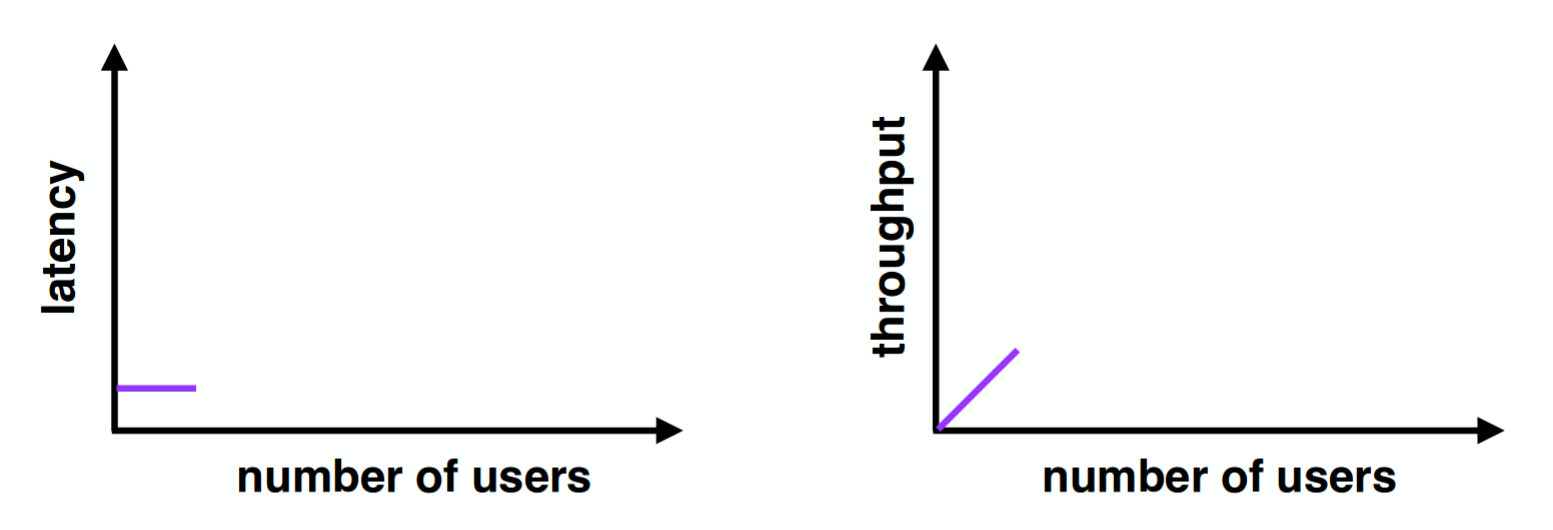 latency
number of users
throughput
number of users